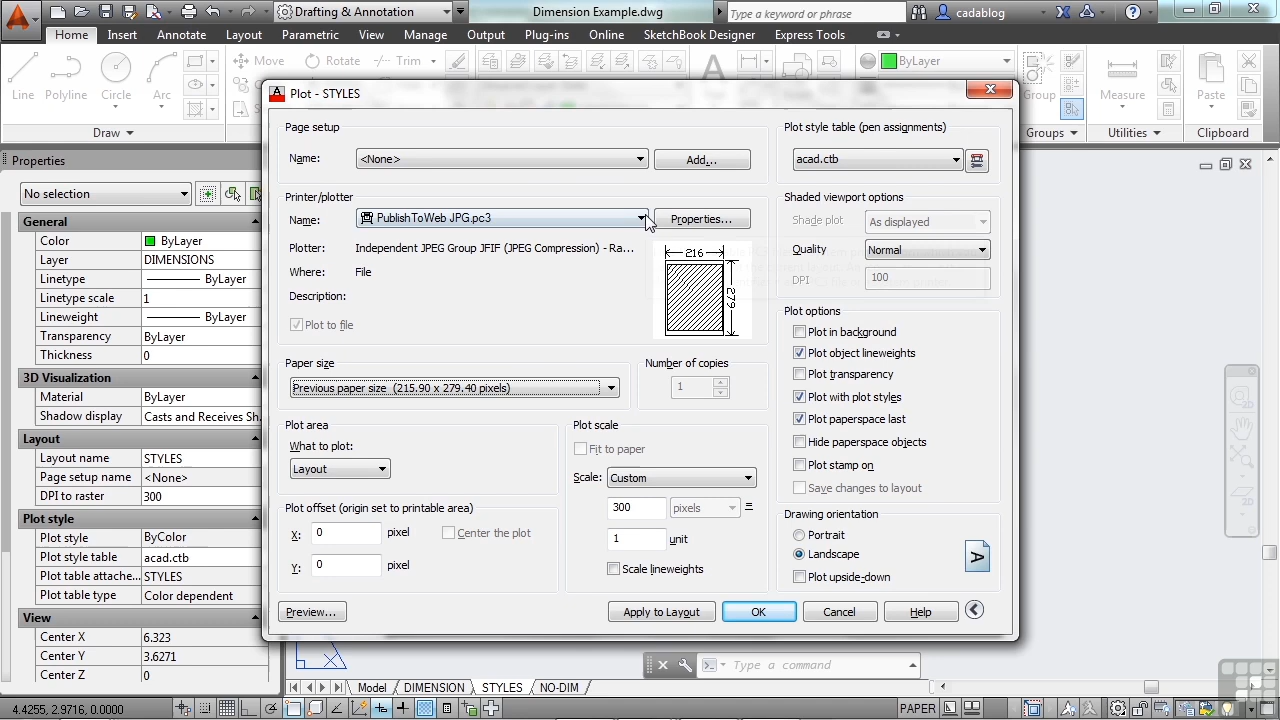 Drafting & Annotation
Dimension Example.dwg
Type a keyword or phrase
cadablog
Home
Insert
Annotate
Layout
Parametric
View
Manage
Output
Plug-ins
Online
SketchBook Designer
Express Tools
Line
Polyline
Circle
Arc
Move
Rotate
Trim
A
ByLayer
Group
Measure
Paste
Draw
Groups
Utilities
Clipboard
Properties
No selection
General
Color ByLayer
Layer DIMENSIONS
Linetype ByLayer
Linetype scale 1
Lineweight ByLayer
Transparency ByLayer
Thickness 0
3D Visualization
Material ByLayer
Shadow display Casts and Receives Sh...
Layout
Layout name STYLES
Page setup name <None>
DPI to raster 300
Plot style
Plot style ByColor
Plot style table acad.ctb
Plot table attache... STYLES
Plot table type Color dependent
View
Center X 6.323
Center Y 3.6271
Center Z 0
Plot - STYLES
Page setup
Name: <None> Add...
Printer/plotter
Name: PublishToWeb JPG.pc3 Properties...
Plotter: Independent JPEG Group JFIF (JPEG Compression) - Ra...
Where: File
Description:
Plot to file
216
279
Paper size
Previous paper size (215.90 x 279.40 pixels)
Number of copies
1
Plot area
What to plot:
Layout
Plot offset (origin set to printable area)
X: 0 pixel
Center the plot
Y: 0 pixel
Plot scale
Fit to paper
Scale: Custom
300 pixels =
1 unit
Scale lineweights
Plot style table (pen assignments)
acad.ctb
Shaded viewport options
Shade plot As displayed
Quality Normal
DPI 100
Plot options
Plot in background
Plot object lineweights
Plot transparency
Plot with plot styles
Plot paperspace last
Hide paperspace objects
Plot stamp on
Save changes to layout
Drawing orientation
Portrait
Landscape
Plot upside-down
A
Preview...
Apply to Layout
OK
Cancel
Help
Type a command
Model
DIMENSION
STYLES
NO-DIM
4.4255, 2.9716, 0.0000
PAPER